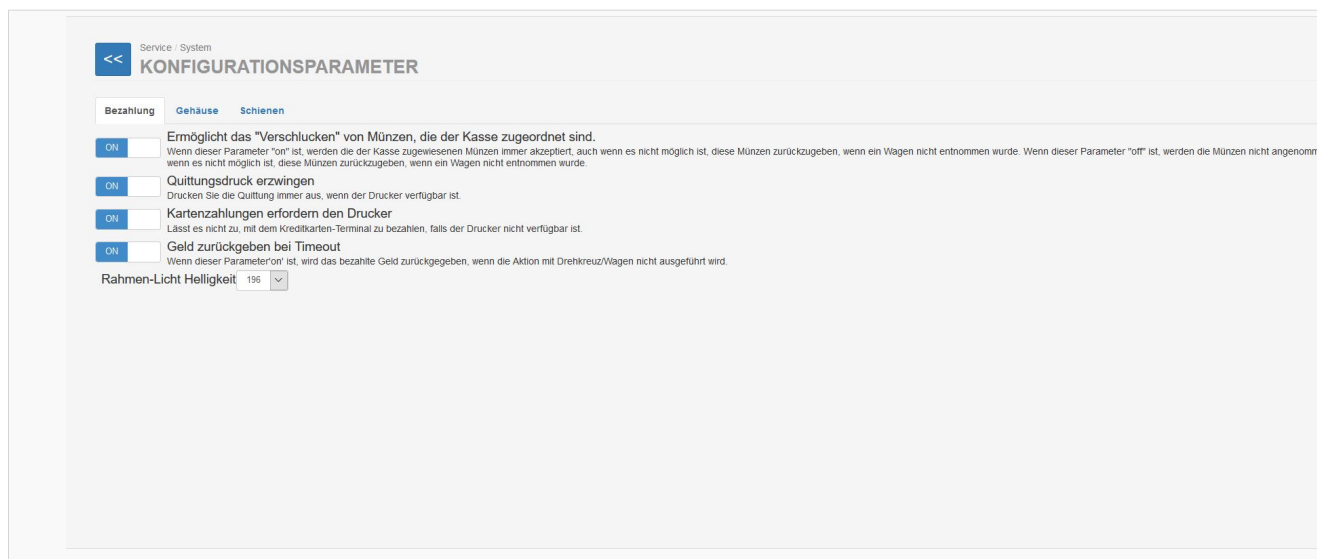 <<
Service / System
KONFIGURATIONSPARAMETER
Bezahlung Gehäuse Schienen
ON
Ermöglicht das "Verschlucken" von Münzen, die der Kasse zugeordnet sind.
Wenn dieser Parameter "on" ist, werden die der Kasse zugewiesenen Münzen immer akzeptiert, auch wenn es nicht möglich ist, diese Münzen zurückzugeben, wenn ein Wagen nicht entnommen wurde. Wenn dieser Parameter "off" ist, werden die Münzen nicht angenomm
wenn es nicht möglich ist, diese Münzen zurückzugeben, wenn ein Wagen nicht entnommen wurde.
ON
Quittungsdruck erzwingen
Drucken Sie die Quittung immer aus, wenn der Drucker verfügbar ist.
ON
Kartenzahlungen erfordern den Drucker
Lässt es nicht zu, mit dem Kreditkarten-Terminal zu bezahlen, falls der Drucker nicht verfügbar ist.
ON
Geld zurückgeben bei Timeout
Wenn dieser Parameter'on' ist, wird das bezahlte Geld zurückgegeben, wenn die Aktion mit Drehkreuz/Wagen nicht ausgeführt wird.
Rahmen-Licht Helligkeit 196